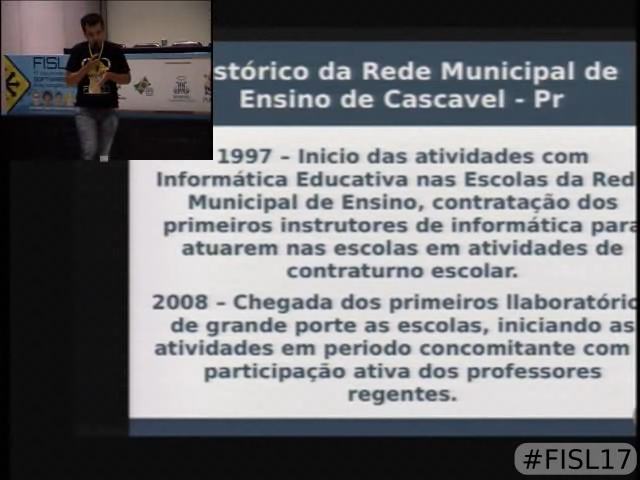 FISL
stórico da Rede Municipal de
Ensino de Cascavel - Pr
1997 – Inicio das atividades com
Informática Educativa nas Escolas da Red
Municipal de Ensino, contratação dos
primeiros instrutores de informática para
atuarem nas escolas em atividades de
contraturno escolar.
2008 – Chegada dos primeiros llaboratório
de grande porte as escolas, iniciando as
atividades em periodo concomitante com
participação ativa dos professores
regentes.
#FISL17